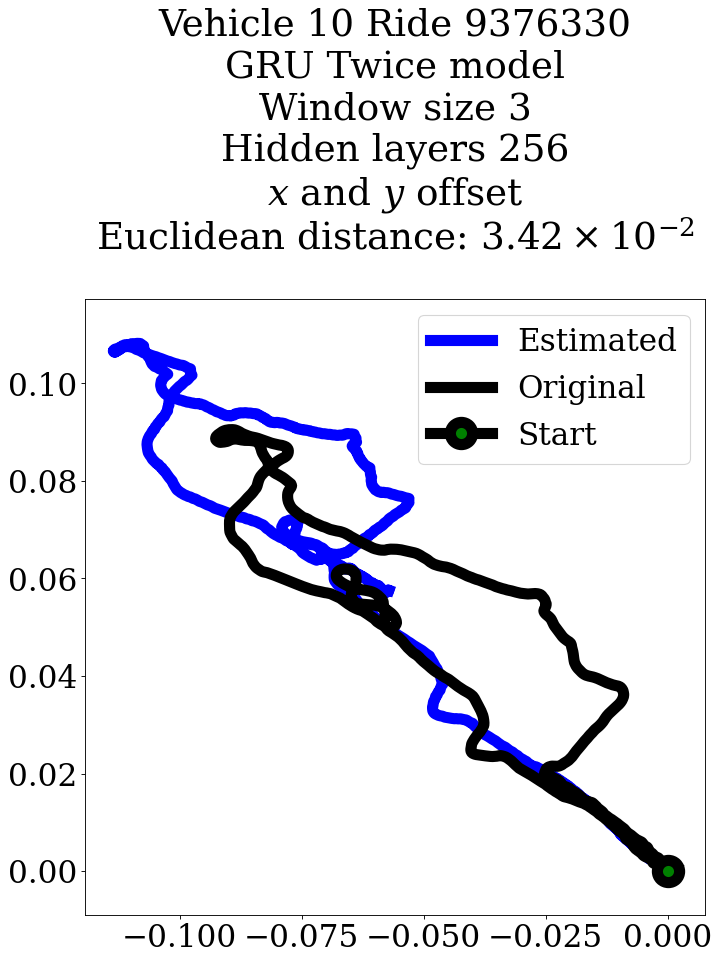 Vehicle 10 Ride 9376330
GRU Twice model
Window size 3
Hidden layers 256
x and y offset
Euclidean distance: 3.42 × 10⁻²
Estimated
Original
Start
0.10
0.08
0.06
0.04
0.02
0.00
−0.100 −0.075 −0.050 −0.025 0.000